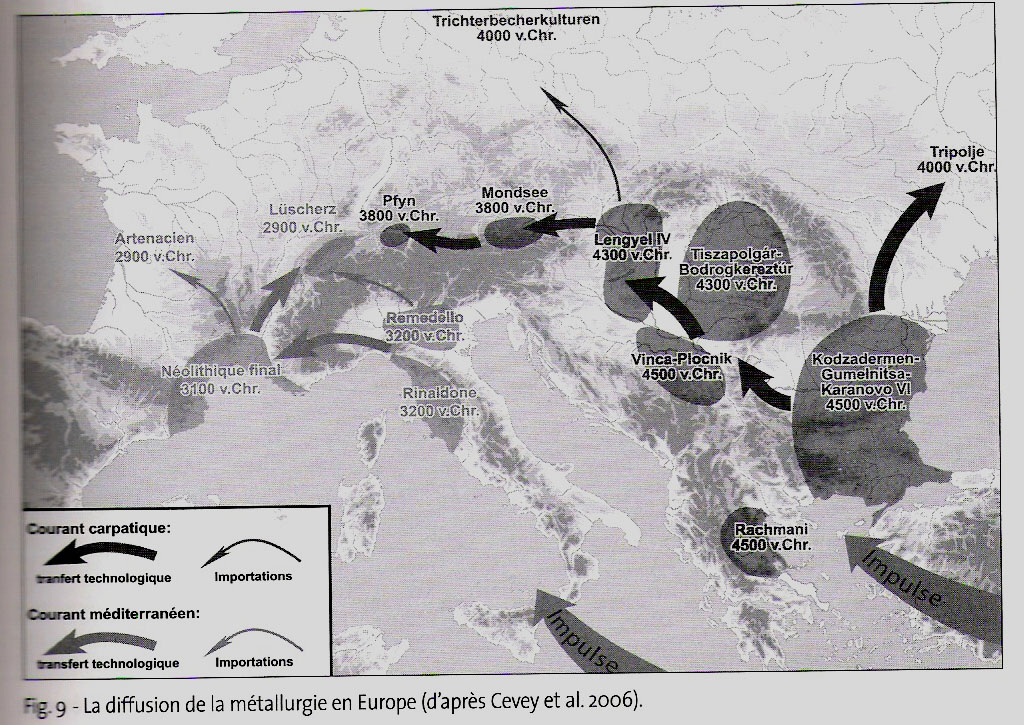 Trichterbecherkulturen
4000 v.Chr.
Tripolje
4000 v.Chr.
Pfyn
3800 v.Chr.
Mondsee
3800 v.Chr.
Lüscherz
2900 v.Chr.
Artenacien
2900 v.Chr.
Lengyel IV
4300 v.Chr.
Tiszapolgár-
Bodrogkeresztúr
4300 v.Chr.
Remedello
3200 v.Chr.
Néolithique final
3100 v.Chr.
Rinaldone
3200 v.Chr.
Vinca-Plocnik
4500 v.Chr.
Kodzadermen-
Gumelnitsa-
Karanovo VI
4500 v.Chr.
Rachmani
4500 v.Chr.
Impulse
Impulse
Courant carpatique:
tranfert technologique
Importations
Courant méditerranéen:
transfert technologique
Importations
Fig. 9 - La diffusion de la métallurgie en Europe (d'après Cevey et al. 2006).